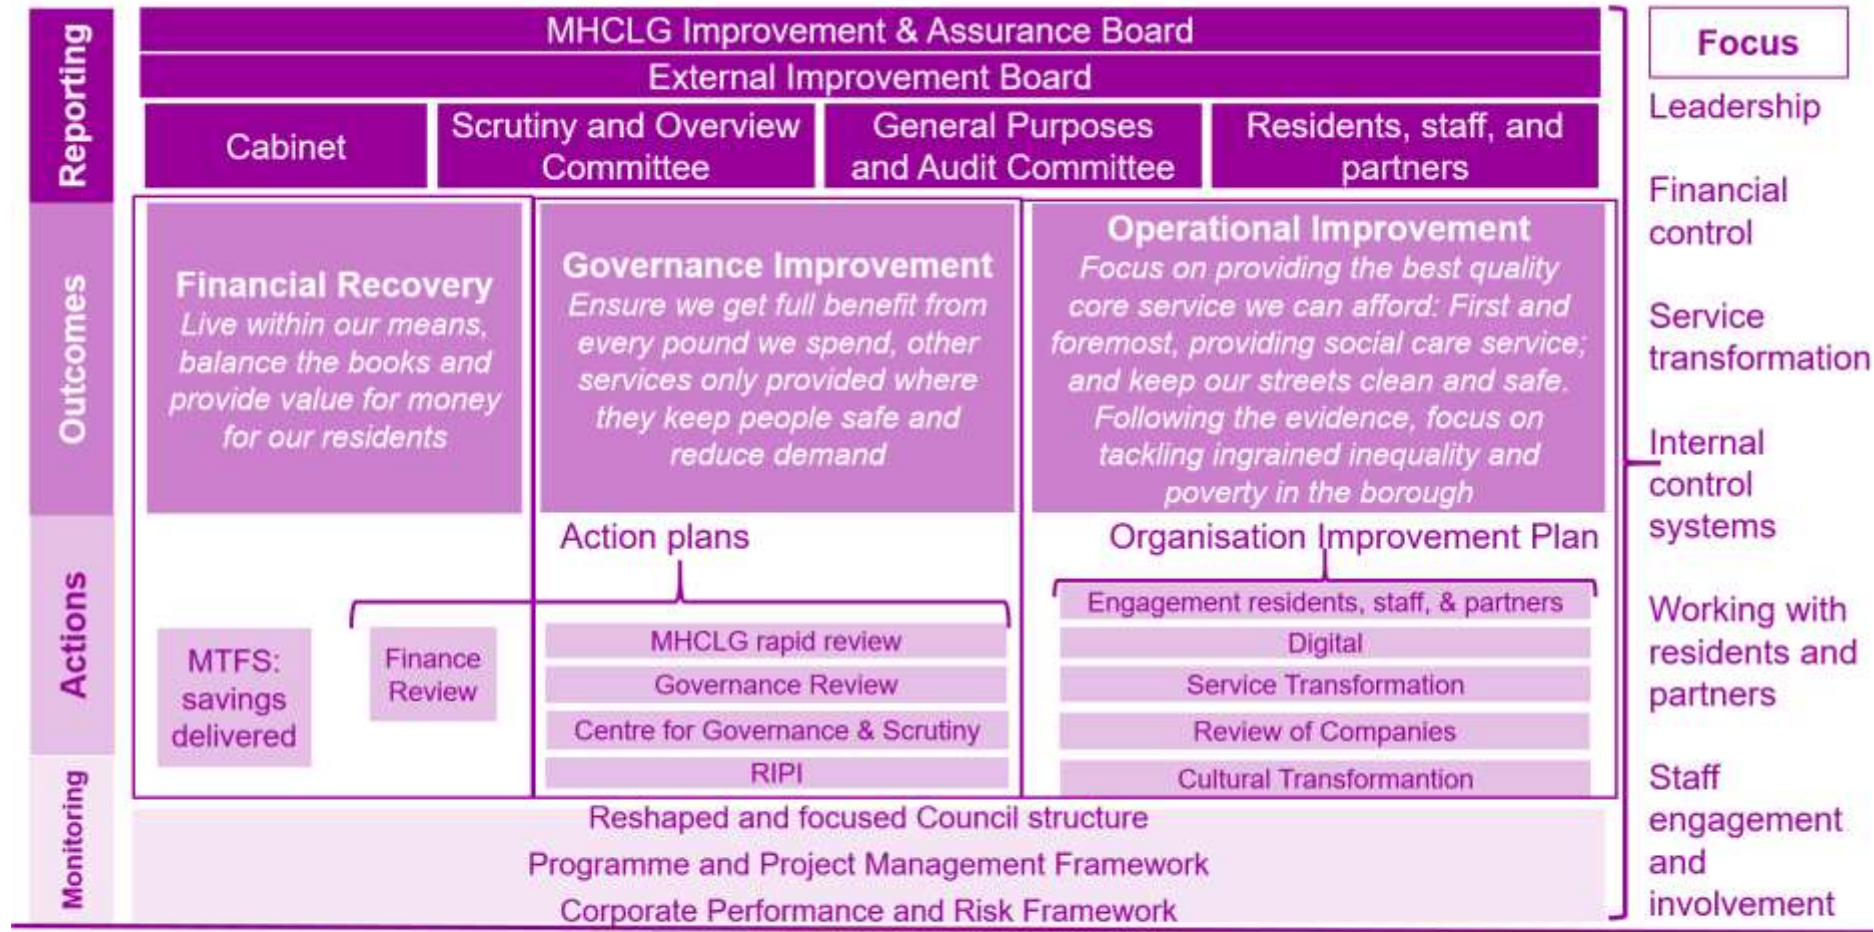 Reporting
MHCLG Improvement & Assurance Board
External Improvement Board
Cabinet
Scrutiny and Overview
Committee
General Purposes
and Audit Committee
Residents, staff, and
partners
Outcomes
Financial Recovery
Live within our means,
balance the books and
provide value for money
for our residents
Governance Improvement
Ensure we get full benefit from
every pound we spend, other
services only provided where
they keep people safe and
reduce demand
Operational Improvement
Focus on providing the best quality
core service we can afford: First and
foremost, providing social care service;
and keep our streets clean and safe.
Following the evidence, focus on
tackling ingrained inequality and
poverty in the borough
Actions
MTFS:
savings
delivered
Action plans
Finance
Review
MHCLG rapid review
Governance Review
Centre for Governance & Scrutiny
RIPI
Organisation Improvement Plan
Engagement residents, staff, & partners
Digital
Service Transformation
Review of Companies
Cultural Transformantion
Monitoring
Reshaped and focused Council structure
Programme and Project Management Framework
Corporate Performance and Risk Framework
Focus
Leadership
Financial
control
Service
transformation
Internal
control
systems
Working with
residents and
partners
Staff
engagement
and
involvement